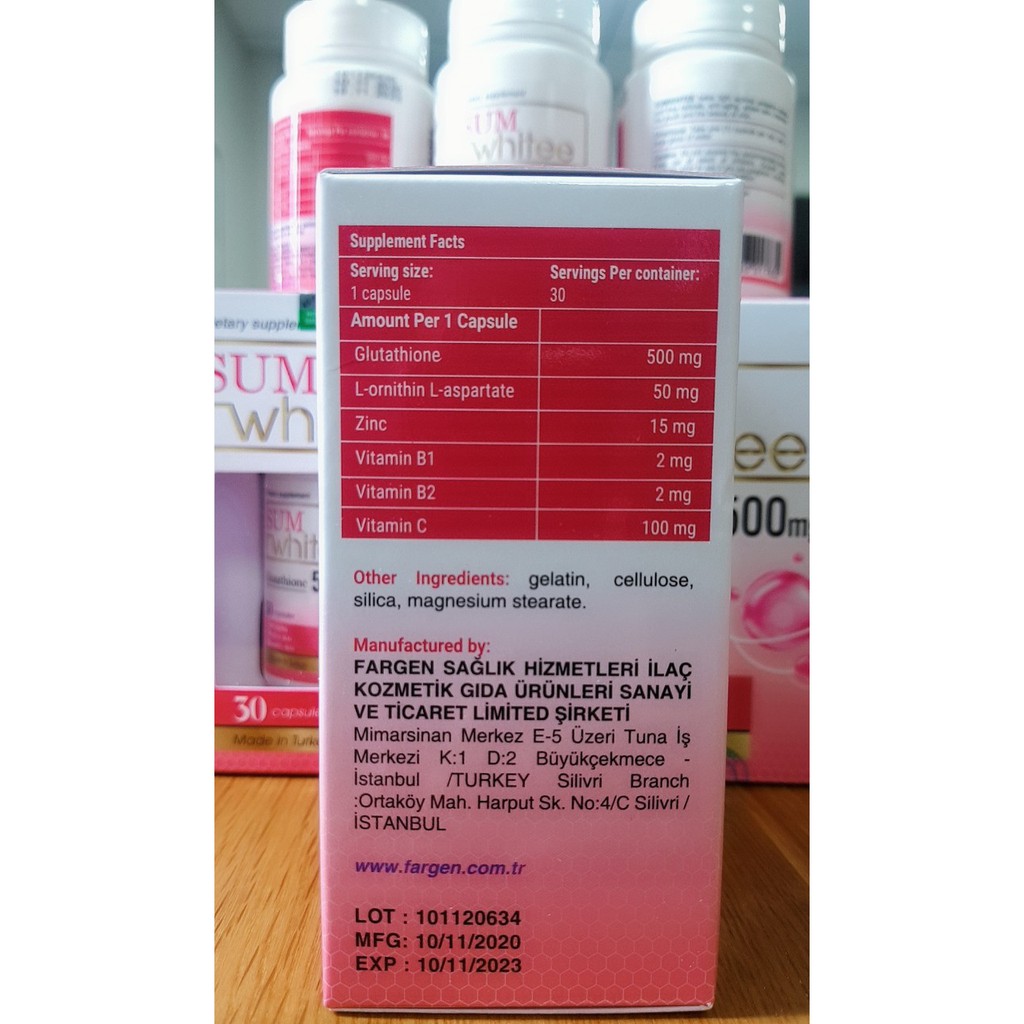 SUM
whitee
Supplement Facts
Serving size: Servings Per container:
1 capsule 30
Amount Per 1 Capsule
Glutathione 500 mg
L-ornithin L-aspartate 50 mg
Zinc 15 mg
Vitamin B1 2 mg
Vitamin B2 2 mg
Vitamin C 100 mg
Other Ingredients: gelatin, cellulose,
silica, magnesium stearate.
Manufactured by:
FARGEN SAĞLIK HİZMETLERİ İLAÇ
KOZMETİK GIDA ÜRÜNLERİ SANAYİ
VE TİCARET LİMİTED ŞİRKETİ
Mimarsinan Merkez E-5 Üzeri Tuna İş
Merkezi K:1 D:2 Büyükçekmece -
İstanbul /TURKEY Silivri Branch
:Ortaköy Mah. Harput Sk. No:4/C Silivri /
İSTANBUL
www.fargen.com.tr
LOT : 101120634
MFG: 10/11/2020
EXP : 10/11/2023
SUM
SUM
30 capsule
Made in